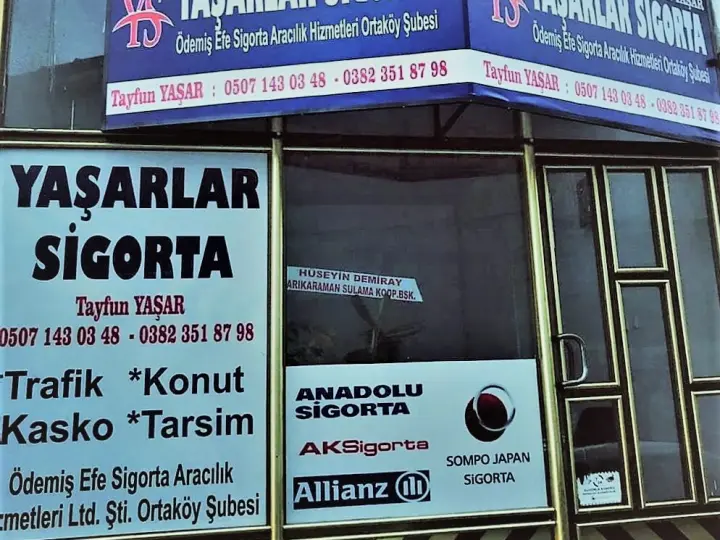 YAŞARLAR
Ödemiş Efe Sigorta Aracılık Hizmetleri Ortaköy Şubesi
Tayfun YAŞAR : 0507 143 03 48 - 0382 351 87 98
YAŞAR
YAŞARLAR SİGORTA
Ödemiş Efe Sigorta Aracılık Hizmetleri Ortaköy Şubesi
Tayfun YAŞAR : 0507 143 03 48 - 0382 351 87 98
YAŞARLAR
SİGORTA
Tayfun YAŞAR
0507 143 03 48 - 0382 351 87 98
*Trafik *Konut
Kasko *Tarsim
Ödemiş Efe Sigorta Aracılık
zmetleri Ltd. Şti. Ortaköy Şubesi
HÜSEYİN DEMİRAY
ARIKARAMAN SULAMA KOOP.BŞK.
ANADOLU
SİGORTA
AKSigorta
Allianz
SOMPO JAPAN
SİGORTA